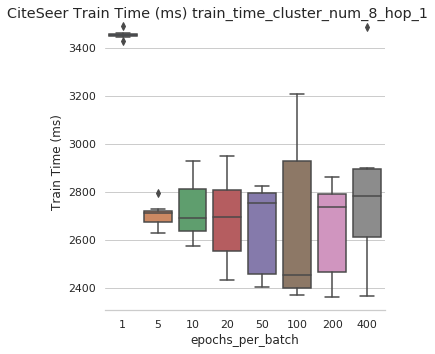 CiteSeer Train Time (ms) train_time_cluster_num_8_hop_1
3400
3200
3000
2800
2600
2400
Train Time (ms)
1 5 10 20 50 100 200 400
epochs_per_batch